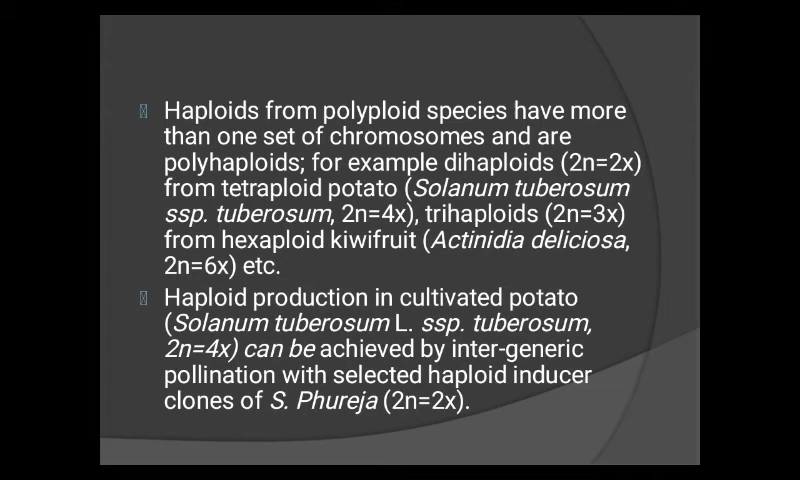 Haploids from polyploid species have more
than one set of chromosomes and are
polyhaploids; for example dihaploids (2n=2x)
from tetraploid potato (Solanum tuberosum
ssp. tuberosum, 2n=4x), trihaploids (2n=3x)
from hexaploid kiwifruit (Actinidia deliciosa,
2n=6x) etc.
Haploid production in cultivated potato
(Solanum tuberosum L. ssp. tuberosum,
2n=4x) can be achieved by inter-generic
pollination with selected haploid inducer
clones of S. Phureja (2n=2x).